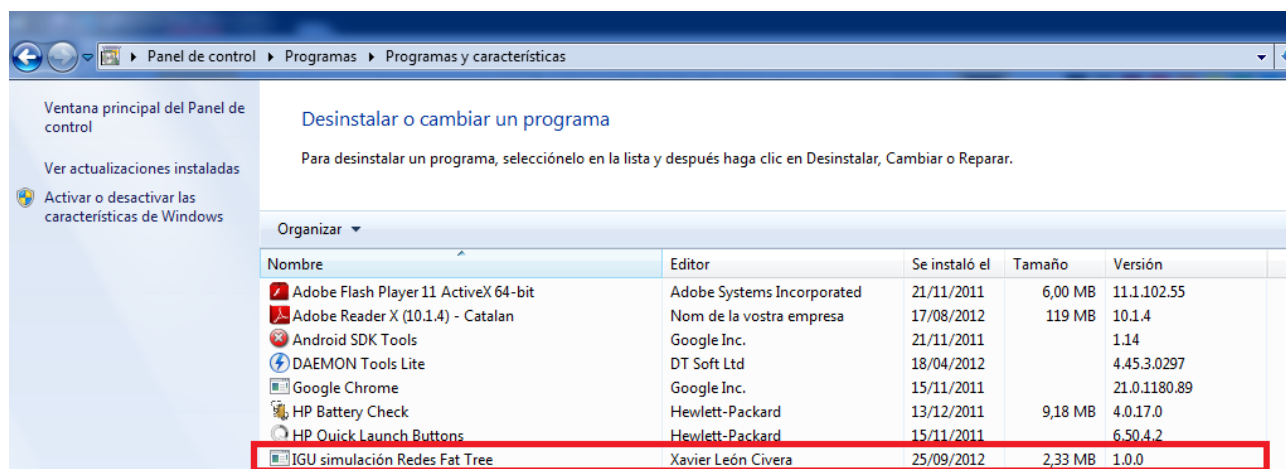 Panel de control ▸ Programas ▸ Programas y características
Ventana principal del Panel de
control
Ver actualizaciones instaladas
Activar o desactivar las
características de Windows
Desinstalar o cambiar un programa
Para desinstalar un programa, selecciónelo en la lista y después haga clic en Desinstalar, Cambiar o Reparar.
Organizar
Nombre Editor Se instaló el Tamaño Versión
Adobe Flash Player 11 ActiveX 64-bit Adobe Systems Incorporated 21/11/2011 6,00 MB 11.1.102.55
Adobe Reader X (10.1.4) - Catalan Nom de la vostra empresa 17/08/2012 119 MB 10.1.4
Android SDK Tools Google Inc. 21/11/2011 1.14
DAEMON Tools Lite DT Soft Ltd 18/04/2012 4.45.3.0297
Google Chrome Google Inc. 15/11/2011 21.0.1180.89
HP Battery Check Hewlett-Packard 13/12/2011 9,18 MB 4.0.17.0
HP Quick Launch Buttons Hewlett-Packard 15/11/2011 6.50.4.2
IGU simulación Redes Fat Tree Xavier León Civera 25/09/2012 2,33 MB 1.0.0